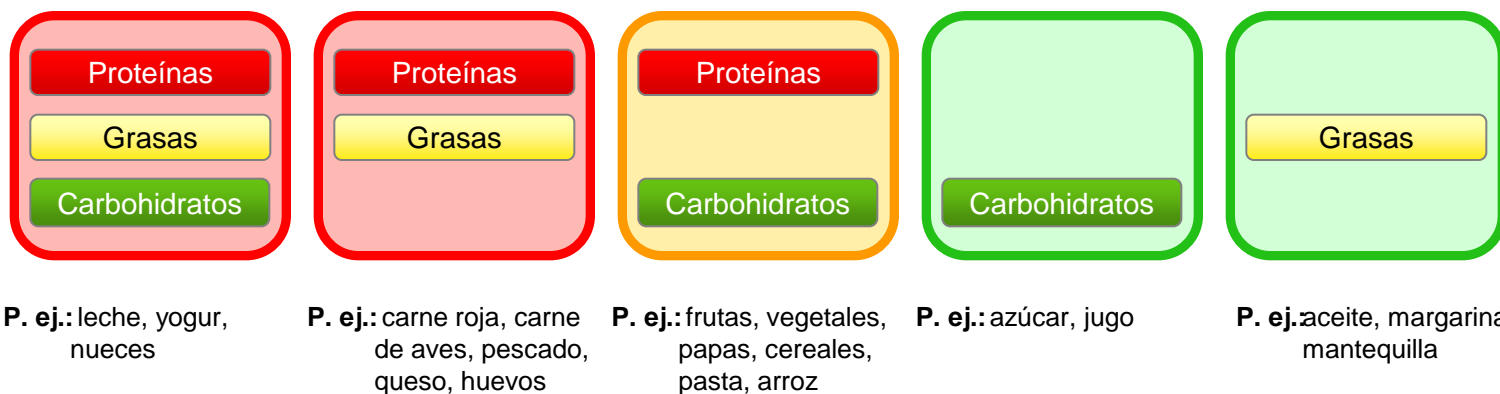 Proteínas
Grasas
Carbohidratos
P. ej.: leche, yogur,
nueces
Proteínas
Grasas
P. ej.: carne roja, carne
de aves, pescado,
queso, huevos
Proteínas
Carbohidratos
P. ej.: frutas, vegetales,
papas, cereales,
pasta, arroz
Carbohidratos
P. ej.: azúcar, jugo
Grasas
P. ej.:aceite, margarina
mantequilla